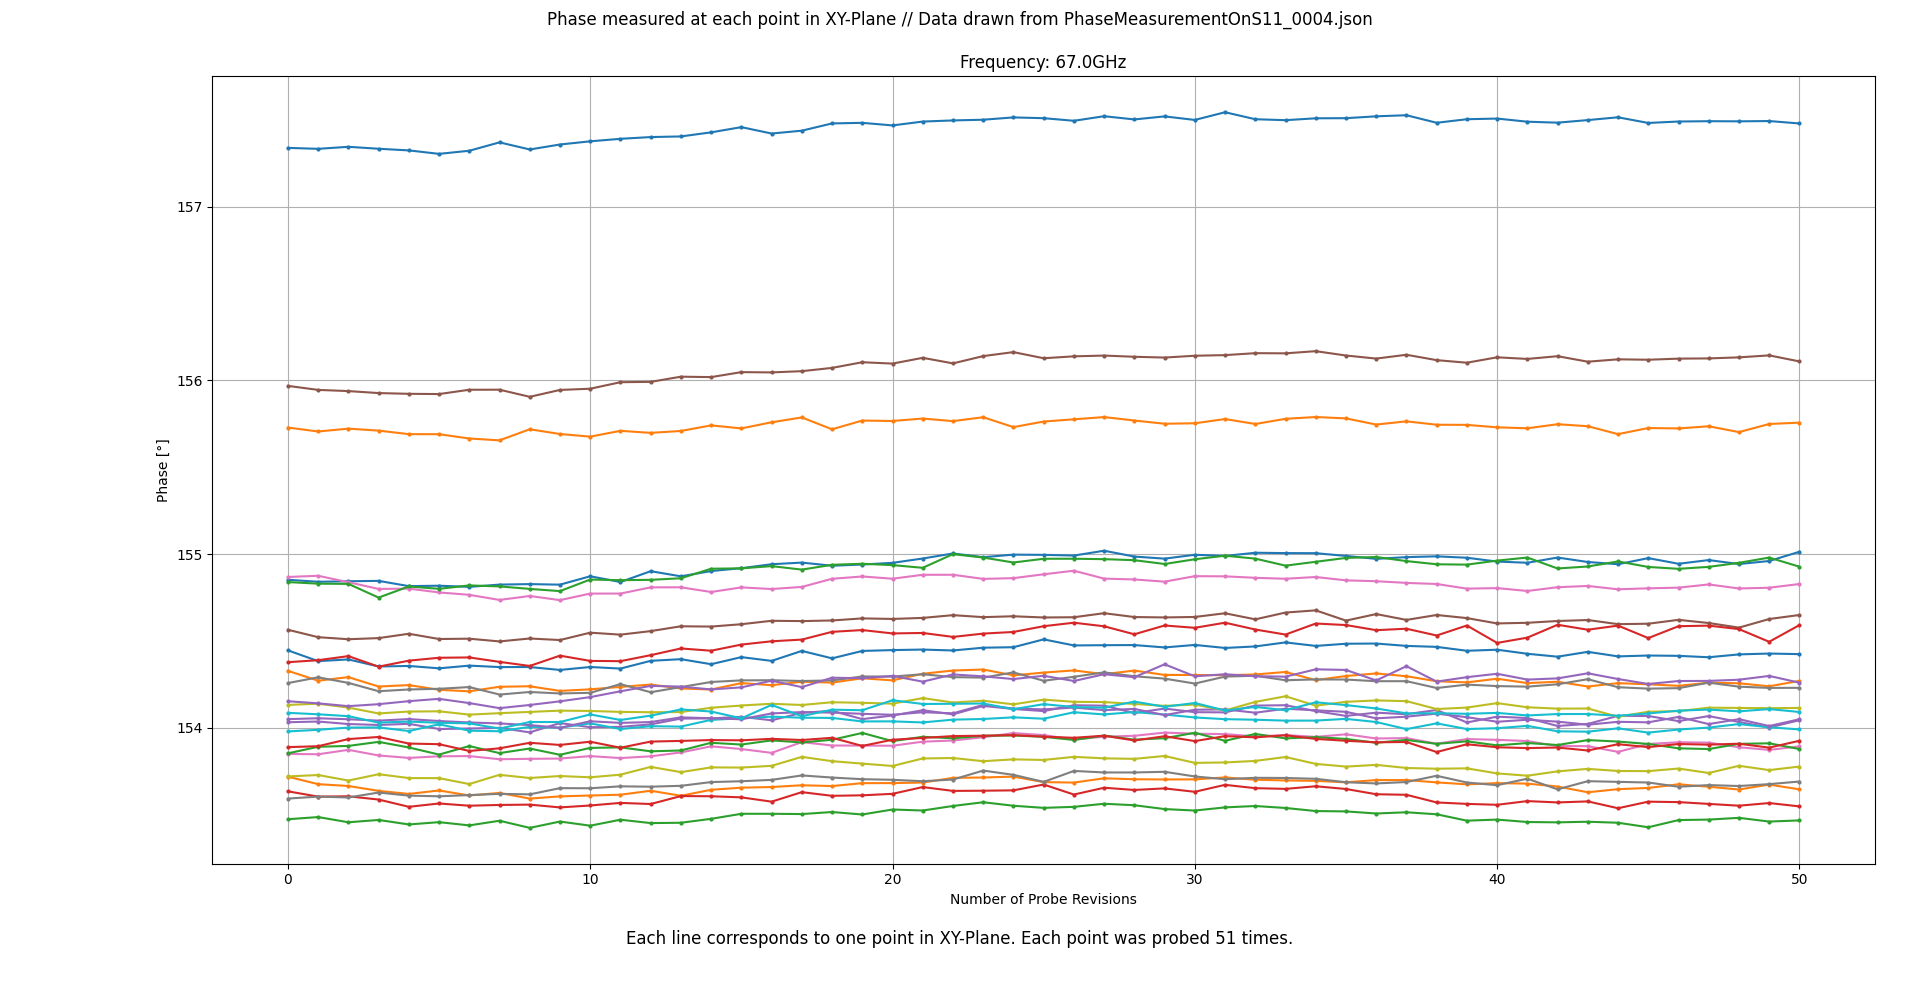 Phase measured at each point in XY-Plane // Data drawn from PhaseMeasurementOnS11_0004.json
Frequency: 67.0GHz
157
156
155
154
Phase [°]
0 10 20 30 40 50
Number of Probe Revisions
Each line corresponds to one point in XY-Plane. Each point was probed 51 times.